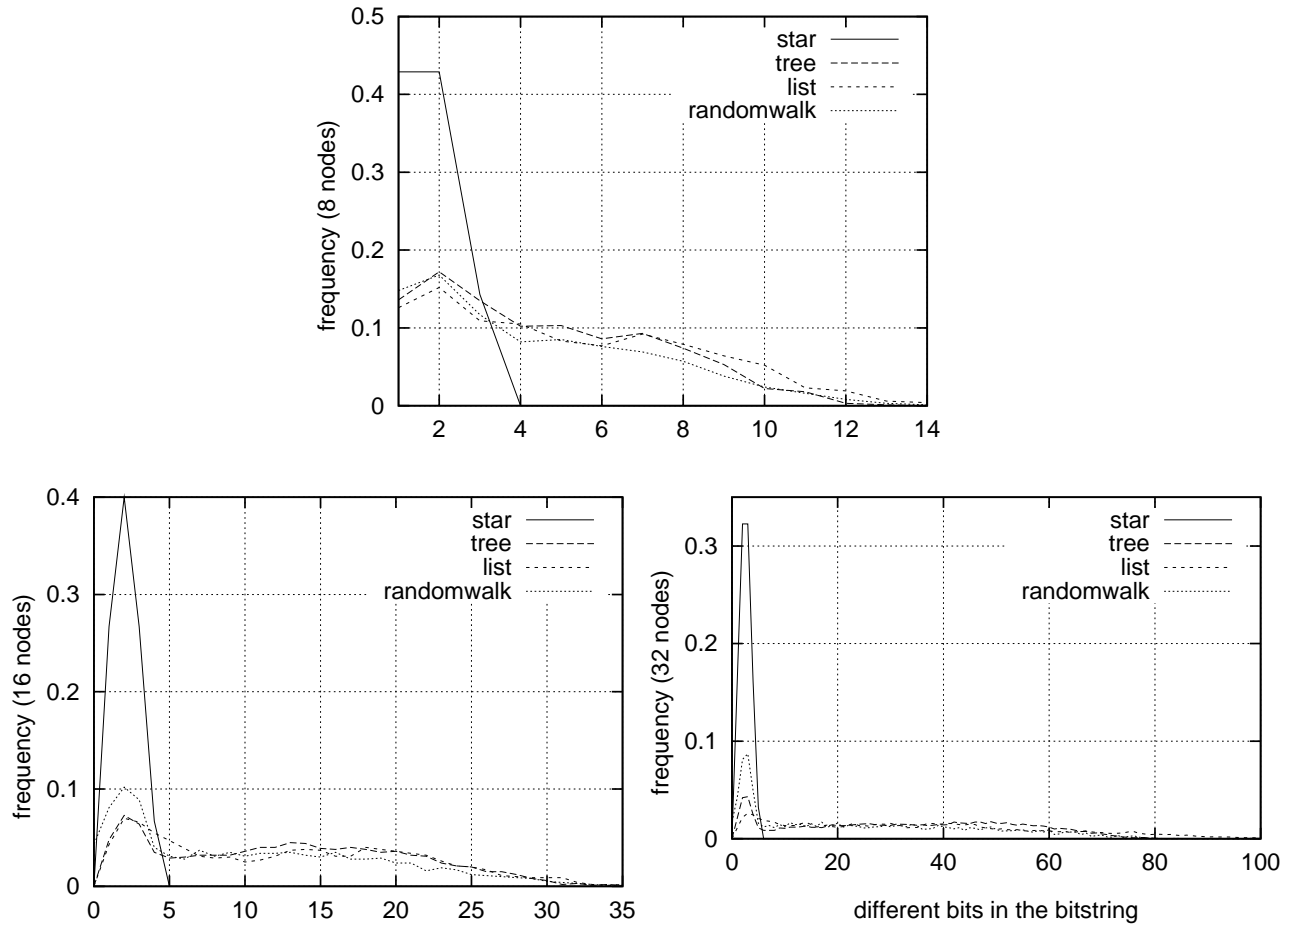 0.5
star
tree
list
randomwalk
0.4
0.3
0.2
0.1
0
frequency (8 nodes)
2 4 6 8 10 12 14
0.4
star
tree
list
randomwalk
0.3
0.2
0.1
0
frequency (16 nodes)
0 5 10 15 20 25 30 35
star
tree
list
randomwalk
0.3
0.2
0.1
0
frequency (32 nodes)
0 20 40 60 80 100
different bits in the bitstring